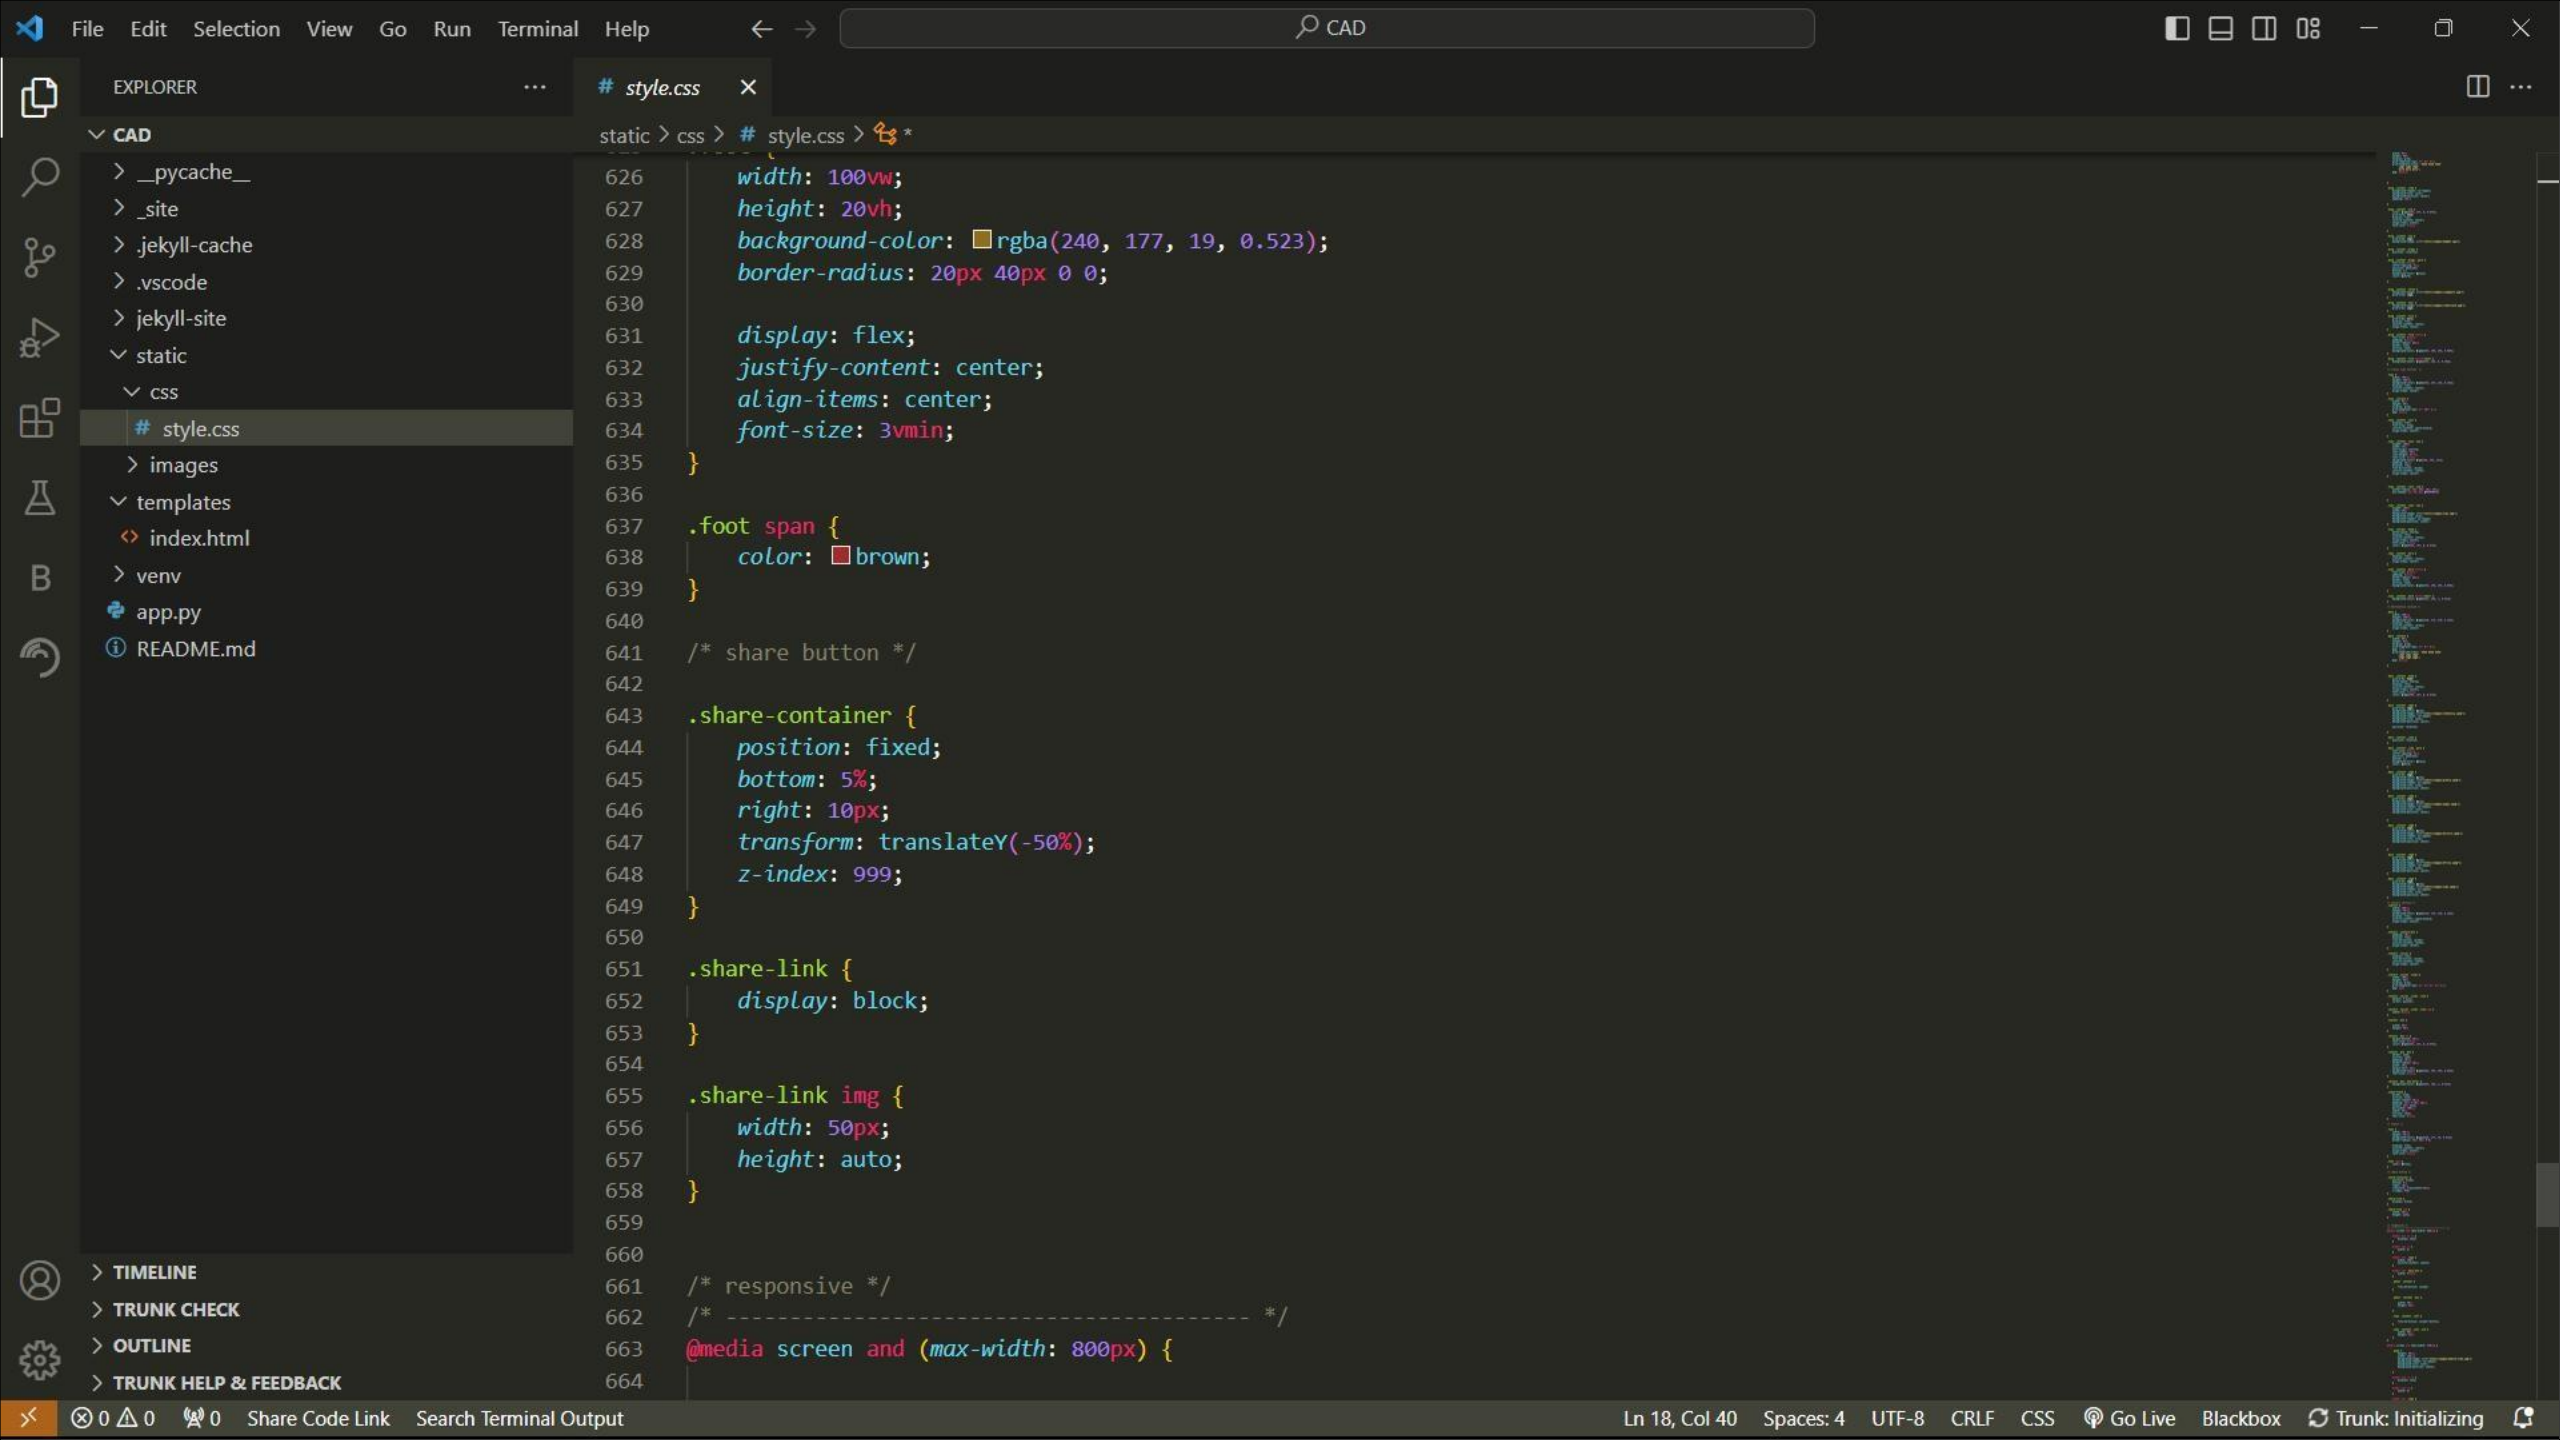 File Edit Selection View Go Run Terminal Help
CAD
EXPLORER
# style.css
CAD
static > css > # style.css > *
__pycache__
_site
.jekyll-cache
.vscode
jekyll-site
static
css
# style.css
images
templates
index.html
venv
app.py
README.md
TIMELINE
TRUNK CHECK
OUTLINE
TRUNK HELP & FEEDBACK
626 width: 100vw;
627 height: 20vh;
628 background-color: rgba(240, 177, 19, 0.523);
629 border-radius: 20px 40px 0 0;
630
631 display: flex;
632 justify-content: center;
633 align-items: center;
634 font-size: 3vmin;
635 }
636
637 .foot span {
638 color: brown;
639 }
640
641 /* share button */
642
643 .share-container {
644 position: fixed;
645 bottom: 5%;
646 right: 10px;
647 transform: translateY(-50%);
648 z-index: 999;
649 }
650
651 .share-link {
652 display: block;
653 }
654
655 .share-link img {
656 width: 50px;
657 height: auto;
658 }
659
660
661 /* responsive */
662 /* ----------------------------------------- */
663 @media screen and (max-width: 800px) {
664
0 0 0 Share Code Link Search Terminal Output Ln 18, Col 40 Spaces: 4 UTF-8 CRLF CSS Go Live Blackbox Trunk: Initializing